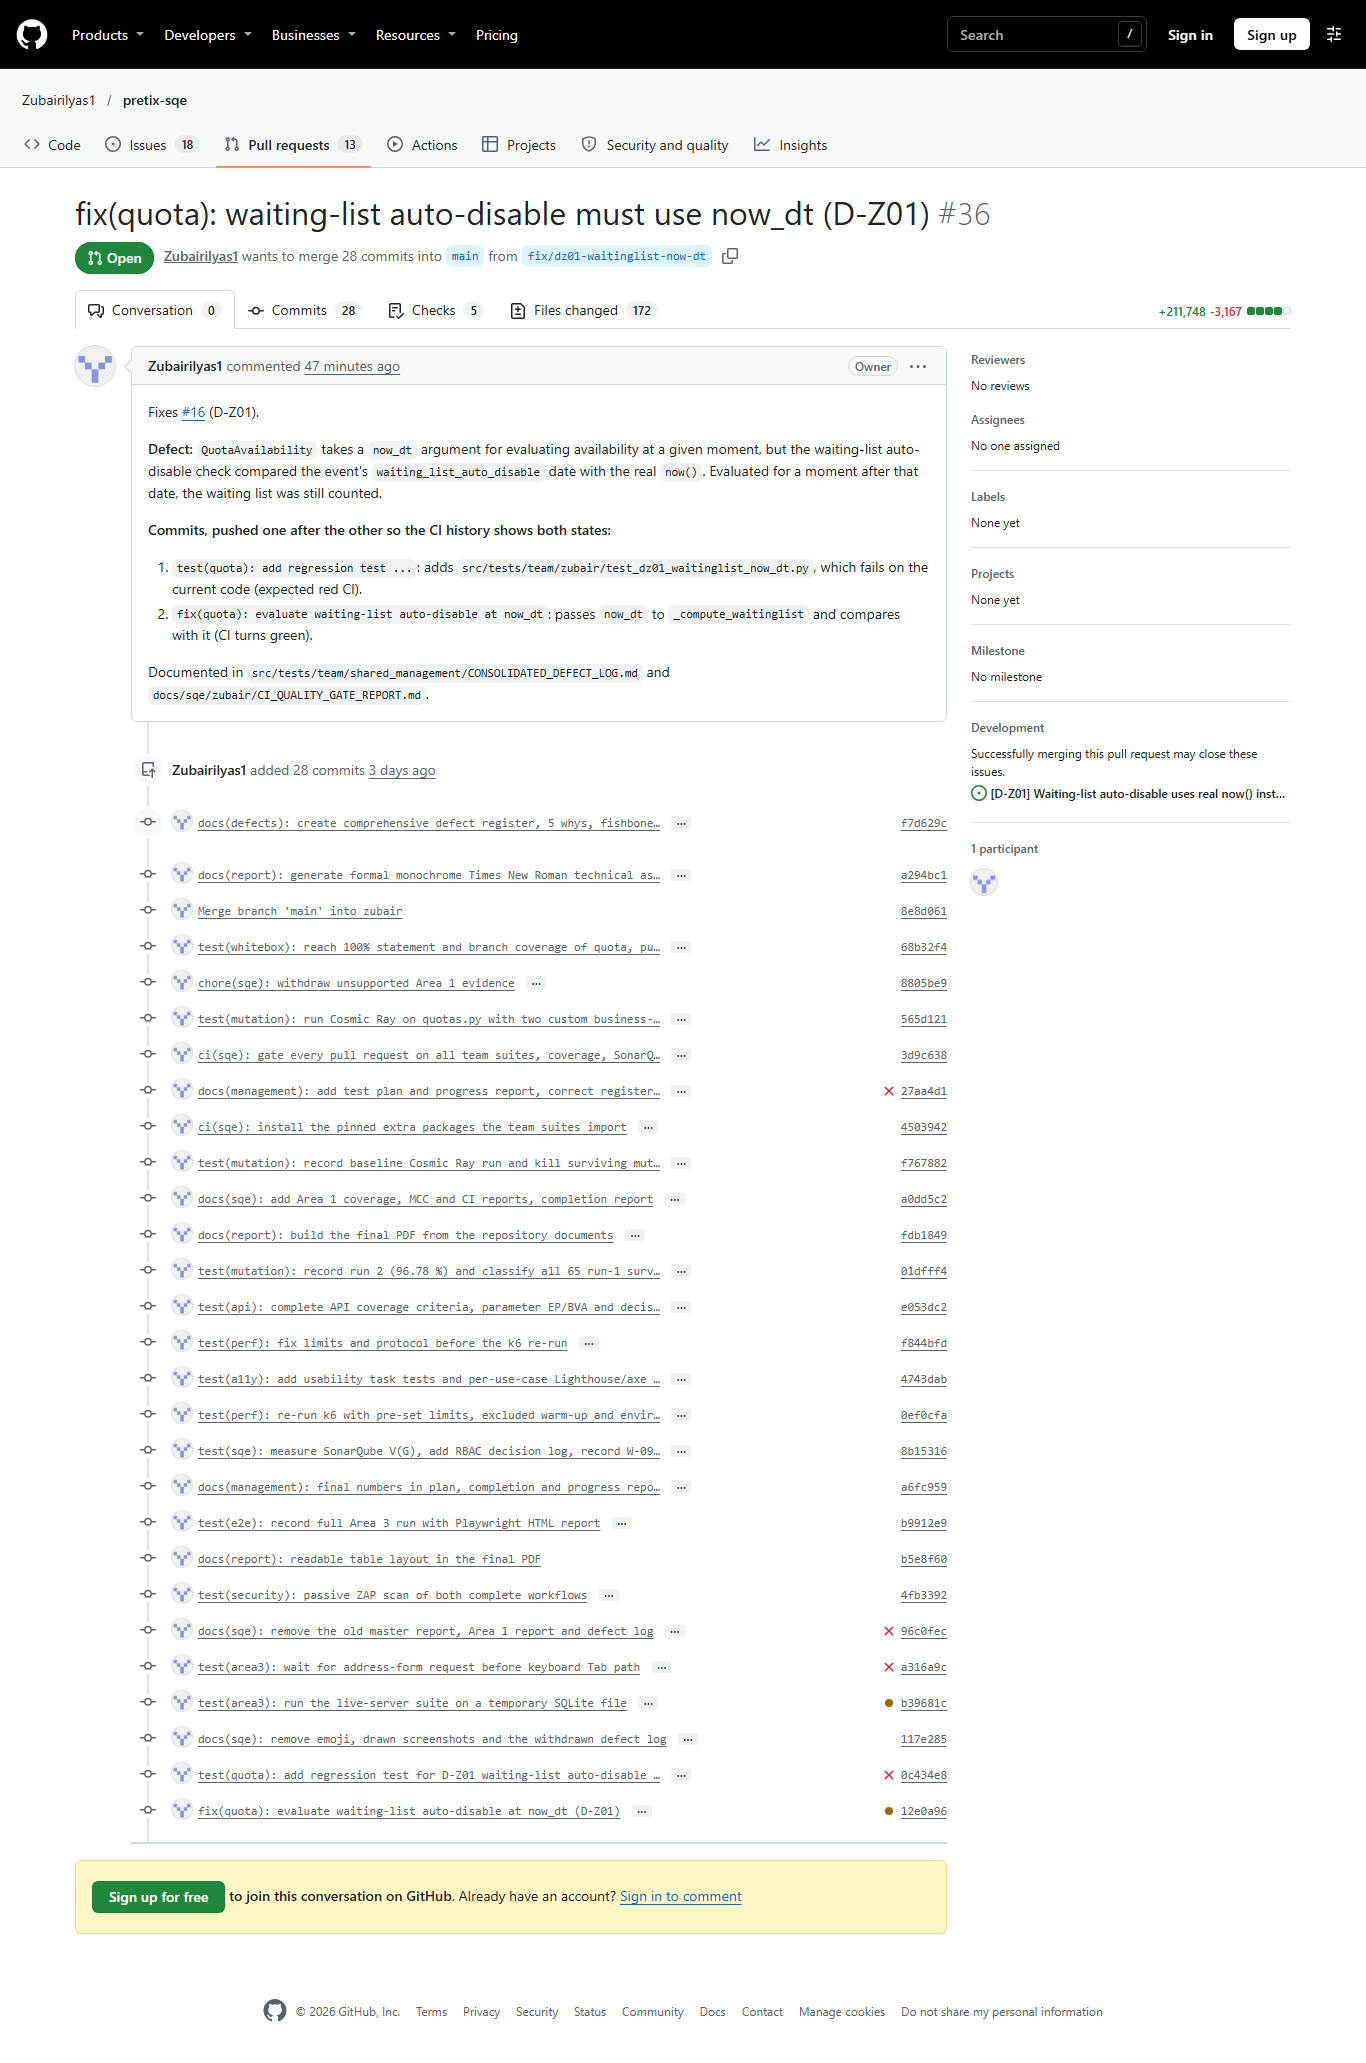 Products Developers Businesses Resources Pricing Search / Sign in Sign up
Zubairilyas1 / pretix-sqe
Code Issues 18 Pull requests 13 Actions Projects Security and quality Insights
fix(quota): waiting-list auto-disable must use now_dt (D-Z01) #36
Open Zubairilyas1 wants to merge 28 commits into main from fix/dz01-waitinglist-now-dt
Conversation 0 Commits 28 Checks 5 Files changed 172 +211,748 -3,167
Zubairilyas1 commented 47 minutes ago Owner ...
Fixes #16 (D-Z01).
Defect: QuotaAvailability takes a now_dt argument for evaluating availability at a given moment, but the waiting-list auto-
disable check compared the event's waiting_list_auto_disable date with the real now(). Evaluated for a moment after that
date, the waiting list was still counted.
Commits, pushed one after the other so the CI history shows both states:
1. test(quota): add regression test ...: adds src/tests/team/zubair/test_dz01_waitinglist_now_dt.py, which fails on the
current code (expected red CI).
2. fix(quota): evaluate waiting-list auto-disable at now_dt: passes now_dt to _compute_waitinglist and compares
with it (CI turns green).
Documented in src/tests/team/shared_management/CONSOLIDATED_DEFECT_LOG.md and
docs/sqe/zubair/CI_QUALITY_GATE_REPORT.md.
Reviewers
No reviews
Assignees
No one assigned
Labels
None yet
Projects
None yet
Milestone
No milestone
Development
Successfully merging this pull request may close these
issues.
[D-Z01] Waiting-list auto-disable uses real now() inst...
1 participant
Zubairilyas1 added 28 commits 3 days ago
docs(defects): create comprehensive defect register, 5 whys, fishbone… ... f7d629c
docs(report): generate formal monochrome Times New Roman technical as… ... a294bc1
Merge branch 'main' into zubair 8e8d061
test(whitebox): reach 100% statement and branch coverage of quota, pu… ... 68b32f4
chore(sqe): withdraw unsupported Area 1 evidence ... 8805be9
test(mutation): run Cosmic Ray on quotas.py with two custom business-… ... 565d121
ci(sqe): gate every pull request on all team suites, coverage, SonarQ… ... 3d9c638
docs(management): add test plan and progress report, correct register… ... 27aa4d1
ci(sqe): install the pinned extra packages the team suites import ... 4503942
test(mutation): record baseline Cosmic Ray run and kill surviving mut… ... f767882
docs(sqe): add Area 1 coverage, MCC and CI reports, completion report ... a0dd5c2
docs(report): build the final PDF from the repository documents ... fdb1849
test(mutation): record run 2 (96.78 %) and classify all 65 run-1 surv… ... 01dfff4
test(api): complete API coverage criteria, parameter EP/BVA and decis… ... e053dc2
test(perf): fix limits and protocol before the k6 re-run ... f844bfd
test(a11y): add usability task tests and per-use-case Lighthouse/axe … ... 4743dab
test(perf): re-run k6 with pre-set limits, excluded warm-up and envir… ... 0ef0cfa
test(sqe): measure SonarQube V(G), add RBAC decision log, record W-09… ... 8b15316
docs(management): final numbers in plan, completion and progress repo… ... a6fc959
test(e2e): record full Area 3 run with Playwright HTML report ... b9912e9
docs(report): readable table layout in the final PDF b5e8f60
test(security): passive ZAP scan of both complete workflows ... 4fb3392
docs(sqe): remove the old master report, Area 1 report and defect log ... 96c0fec
test(area3): wait for address-form request before keyboard Tab path ... a316a9c
test(area3): run the live-server suite on a temporary SQLite file ... b39681c
docs(sqe): remove emoji, drawn screenshots and the withdrawn defect log ... 117e285
test(quota): add regression test for D-Z01 waiting-list auto-disable … ... 0c434e8
fix(quota): evaluate waiting-list auto-disable at now_dt (D-Z01) ... 12e0a96
Sign up for free to join this conversation on GitHub. Already have an account? Sign in to comment
© 2026 GitHub, Inc. Terms Privacy Security Status Community Docs Contact Manage cookies Do not share my personal information